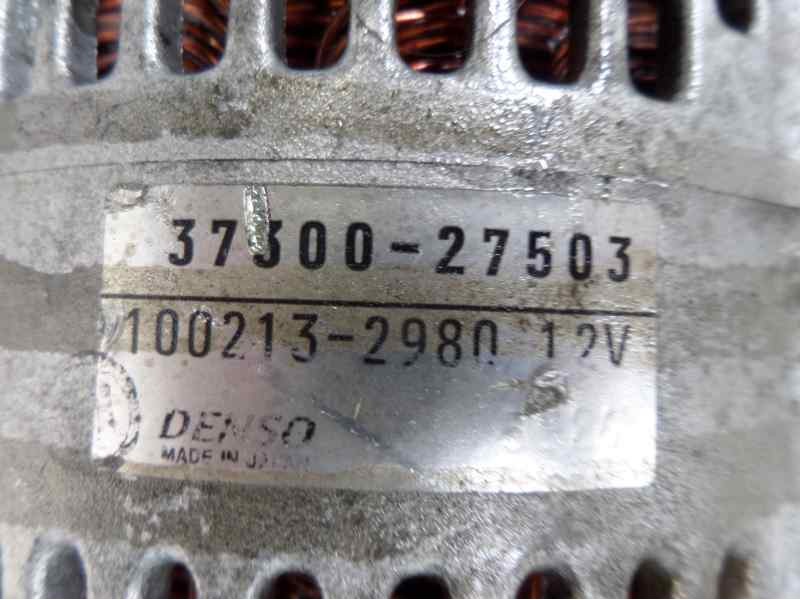 37300-27503
100213-2980 12V
DENSO
MADE IN JAPAN